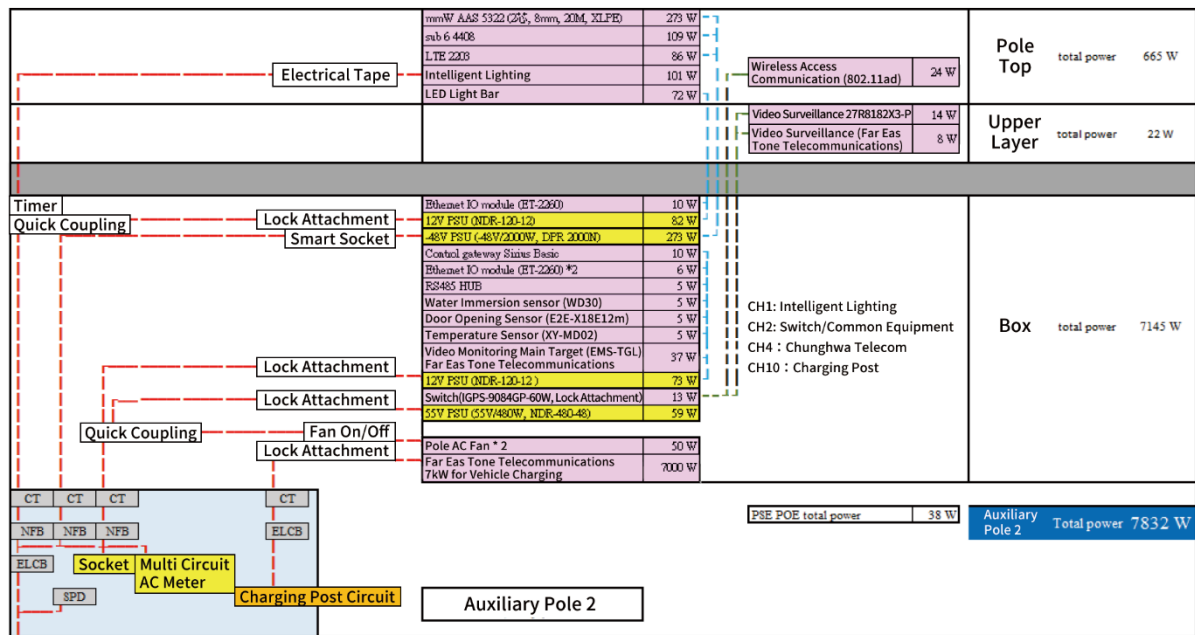 mmW AAS 5322 (2芯, 8mm, 20M, XLPE) 273 W
sub 6 4408 109 W
LTE 2203 86 W
Electrical Tape Intelligent Lighting 101 W
LED Light Bar 72 W
Wireless Access
Communication (802.11ad) 24 W
Pole
Top total power 665 W
Video Surveillance 27R8182X3-P 14 W
Video Surveillance (Far Eas
Tone Telecommunications) 8 W
Upper
Layer total power 22 W
Timer
Quick Coupling
Ethernet IO module (ET-2260) 10 W
Lock Attachment 12V PSU (NDR-120-12) 82 W
Smart Socket -48V PSU (-48V/2000W, DPR 2000N) 273 W
Control gateway Sirius Basic 10 W
Ethernet IO module (ET-2260) *2 6 W
RS485 HUB 5 W
Water Immersion sensor (WD30) 5 W
Door Opening Sensor (E2E-X18E12m) 5 W
Temperature Sensor (XY-MD02) 5 W
Video Monitoring Main Target (EMS-TGL)
Far Eas Tone Telecommunications 37 W
Lock Attachment 12V PSU (NDR-120-12 ) 73 W
Lock Attachment Switch(IGPS-9084GP-60W, Lock Attachment) 13 W
55V PSU (55V/480W, NDR-480-48) 59 W
CH1: Intelligent Lighting
CH2: Switch/Common Equipment
CH4 : Chunghwa Telecom
CH10：Charging Post
Box total power 7145 W
Quick Coupling Fan On/Off
Lock Attachment
Pole AC Fan * 2 50 W
Far Eas Tone Telecommunications
7kW for Vehicle Charging 7000 W
CT CT CT CT
NFB NFB NFB ELCB
ELCB Socket Multi Circuit
AC Meter
SPD Charging Post Circuit
PSE POE total power 38 W
Auxiliary
Pole 2 Total power 7832 W
Auxiliary Pole 2